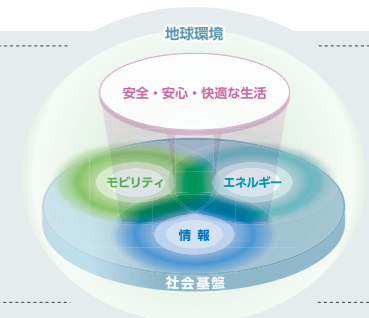 地球環境
安全・安心・快適な生活
モビリティ
エネルギー
情報
社会基盤